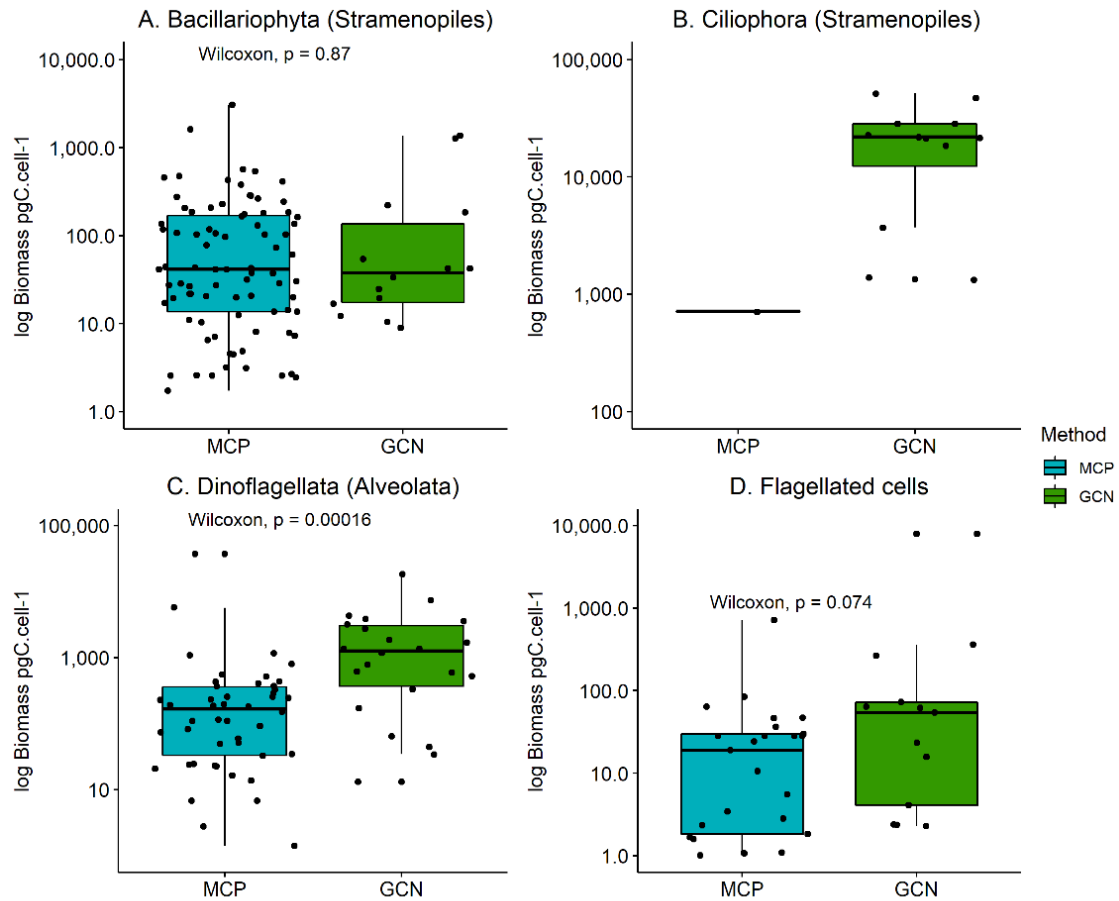 A. Bacillariophyta (Stramenopiles)
Wilcoxon, p = 0.87
log Biomass pgC.cell-1
10,000.0
1,000.0
100.0
10.0
1.0
MCP
GCN
B. Ciliophora (Stramenopiles)
log Biomass pgC.cell-1
100,000
10,000
1,000
100
MCP
GCN
C. Dinoflagellata (Alveolata)
Wilcoxon, p = 0.00016
log Biomass pgC.cell-1
100,000
1,000
10
MCP
GCN
D. Flagellated cells
Wilcoxon, p = 0.074
log Biomass pgC.cell-1
10,000.0
1,000.0
100.0
10.0
1.0
MCP
GCN
Method
MCP
GCN